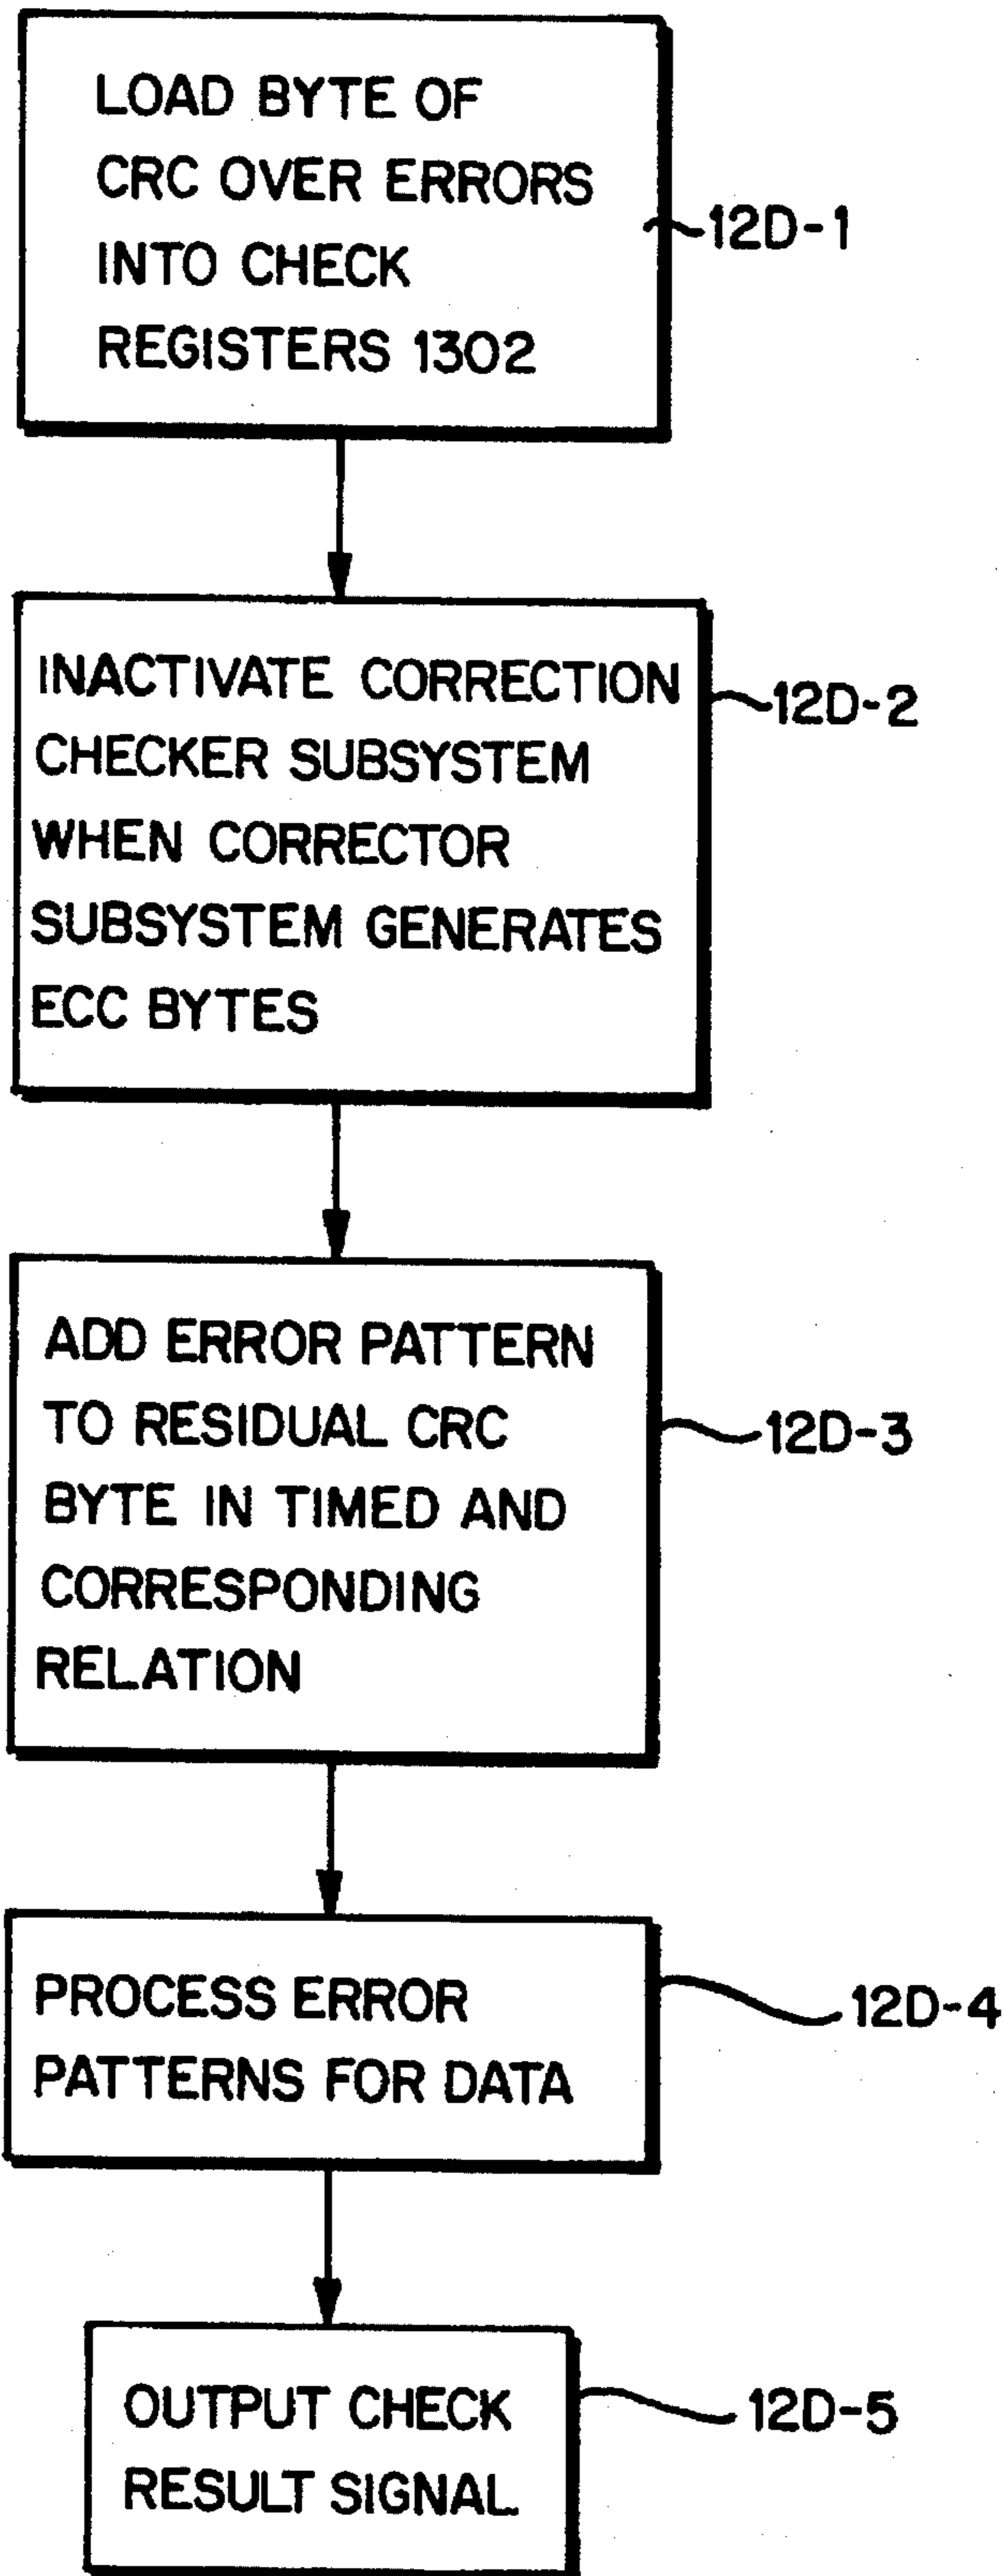 LOAD BYTE OF
CRC OVER ERRORS
INTO CHECK
REGISTERS 1302
12D-1
INACTIVATE CORRECTION
CHECKER SUBSYSTEM
WHEN CORRECTOR
SUBSYSTEM GENERATES
ECC BYTES
12D-2
ADD ERROR PATTERN
TO RESIDUAL CRC
BYTE IN TIMED AND
CORRESPONDING
RELATION
12D-3
PROCESS ERROR
PATTERNS FOR DATA
12D-4
OUTPUT CHECK
RESULT SIGNAL.
12D-5